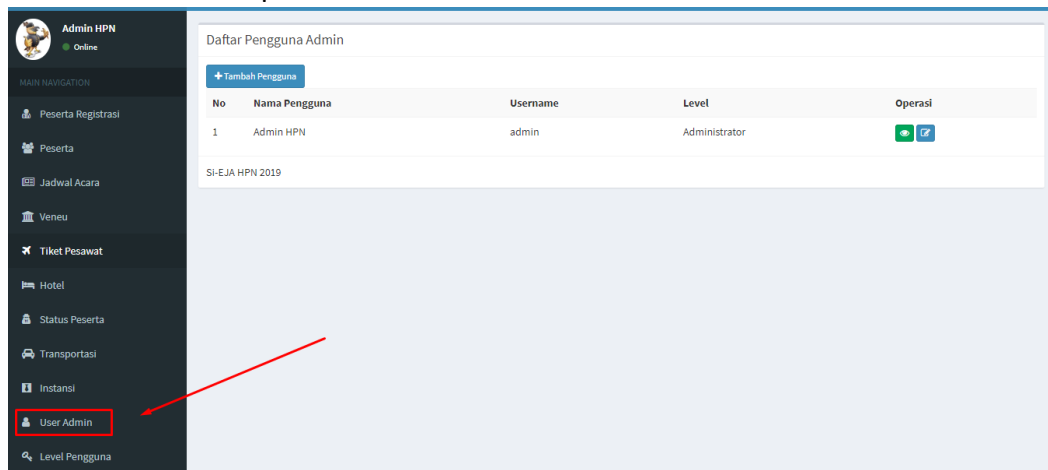 Admin HPN
Online
MAIN NAVIGATION
Peserta Registrasi
Peserta
Jadwal Acara
Veneu
Tiket Pesawat
Hotel
Status Peserta
Transportasi
Instansi
User Admin
Level Pengguna
Daftar Pengguna Admin
+ Tambah Pengguna
No Nama Pengguna Username Level Operasi
1 Admin HPN admin Administrator
Si-EJA HPN 2019